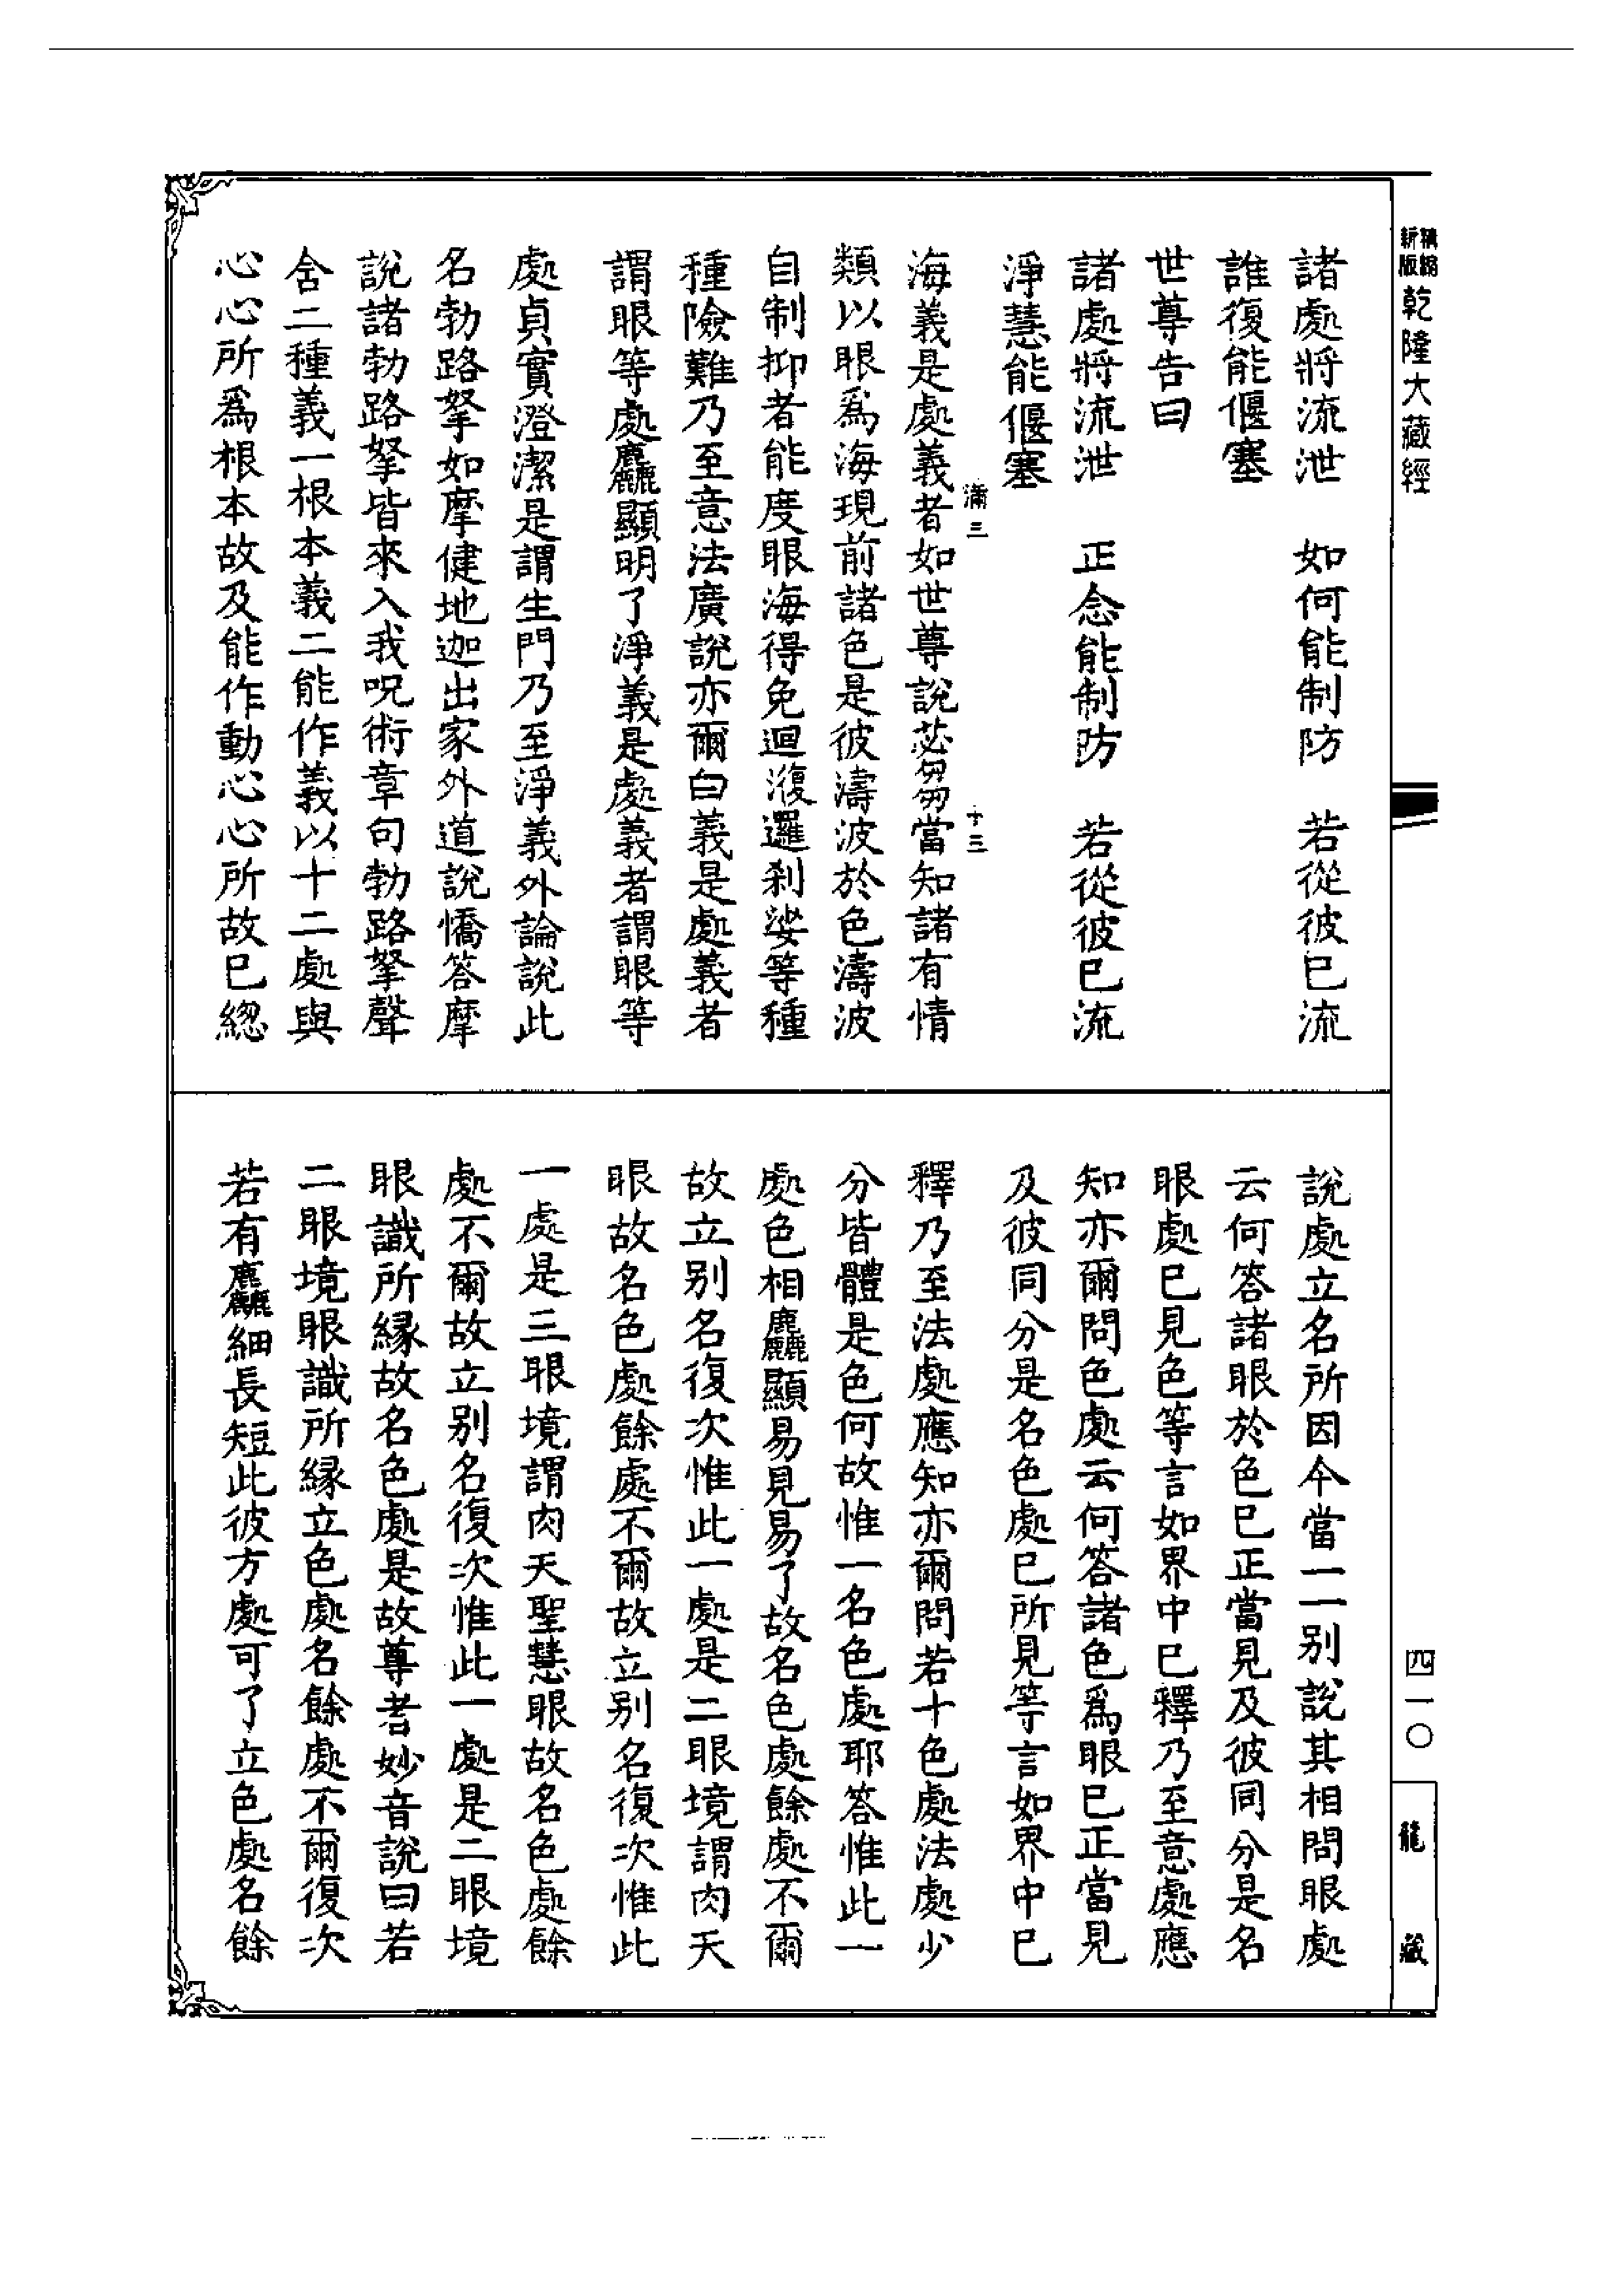 新版精縮乾隆大藏經
諸處將流泄　如何能制防　若從彼已流
誰復能偃塞
世尊告曰
諸處將流泄　正念能制防　若從彼已流
淨慧能偃塞
滿三　十三
海義是處義者如世尊說苾芻當知諸有情
類以眼爲海現前諸色是彼濤波於色濤波
自制抑者能度眼海得免迴澓邏刹娑等種
種險難乃至意法廣說亦爾白義是處義者
謂眼等處麤顯明了淨義是處義者謂眼等
處貞實澄潔是謂生門乃至淨義外論說此
名勃路拏如摩健地迦出家外道說憍答摩
說諸勃路拏皆來入我呪術章句勃路拏聲
含二種義一根本義二能作義以十二處與
心心所爲根本故及能作動心心所故已總
說處立名所因今當一一別說其相問眼處
云何答諸眼於色已正當見及彼同分是名
眼處已見色等言如界中已釋乃至意處應
知亦爾問色處云何答諸色爲眼已正當見
及彼同分是名色處已所見等言如界中已
釋乃至法處應知亦爾問若十色處法處少
分皆體是色何故惟一名色處耶答惟此一
處色相麤顯易見易了故名色處餘處不爾
故立別名復次惟此一處是二眼境謂肉天
眼故名色處餘處不爾故立別名復次惟此
一處是三眼境謂肉天聖慧眼故名色處餘
處不爾故立別名復次惟此一處是二眼境
眼識所緣故名色處是故尊者妙音說曰若
二眼境眼識所緣立色處名餘處不爾復次
若有麤細長短此彼方處可了立色處名餘
四一〇
龍藏